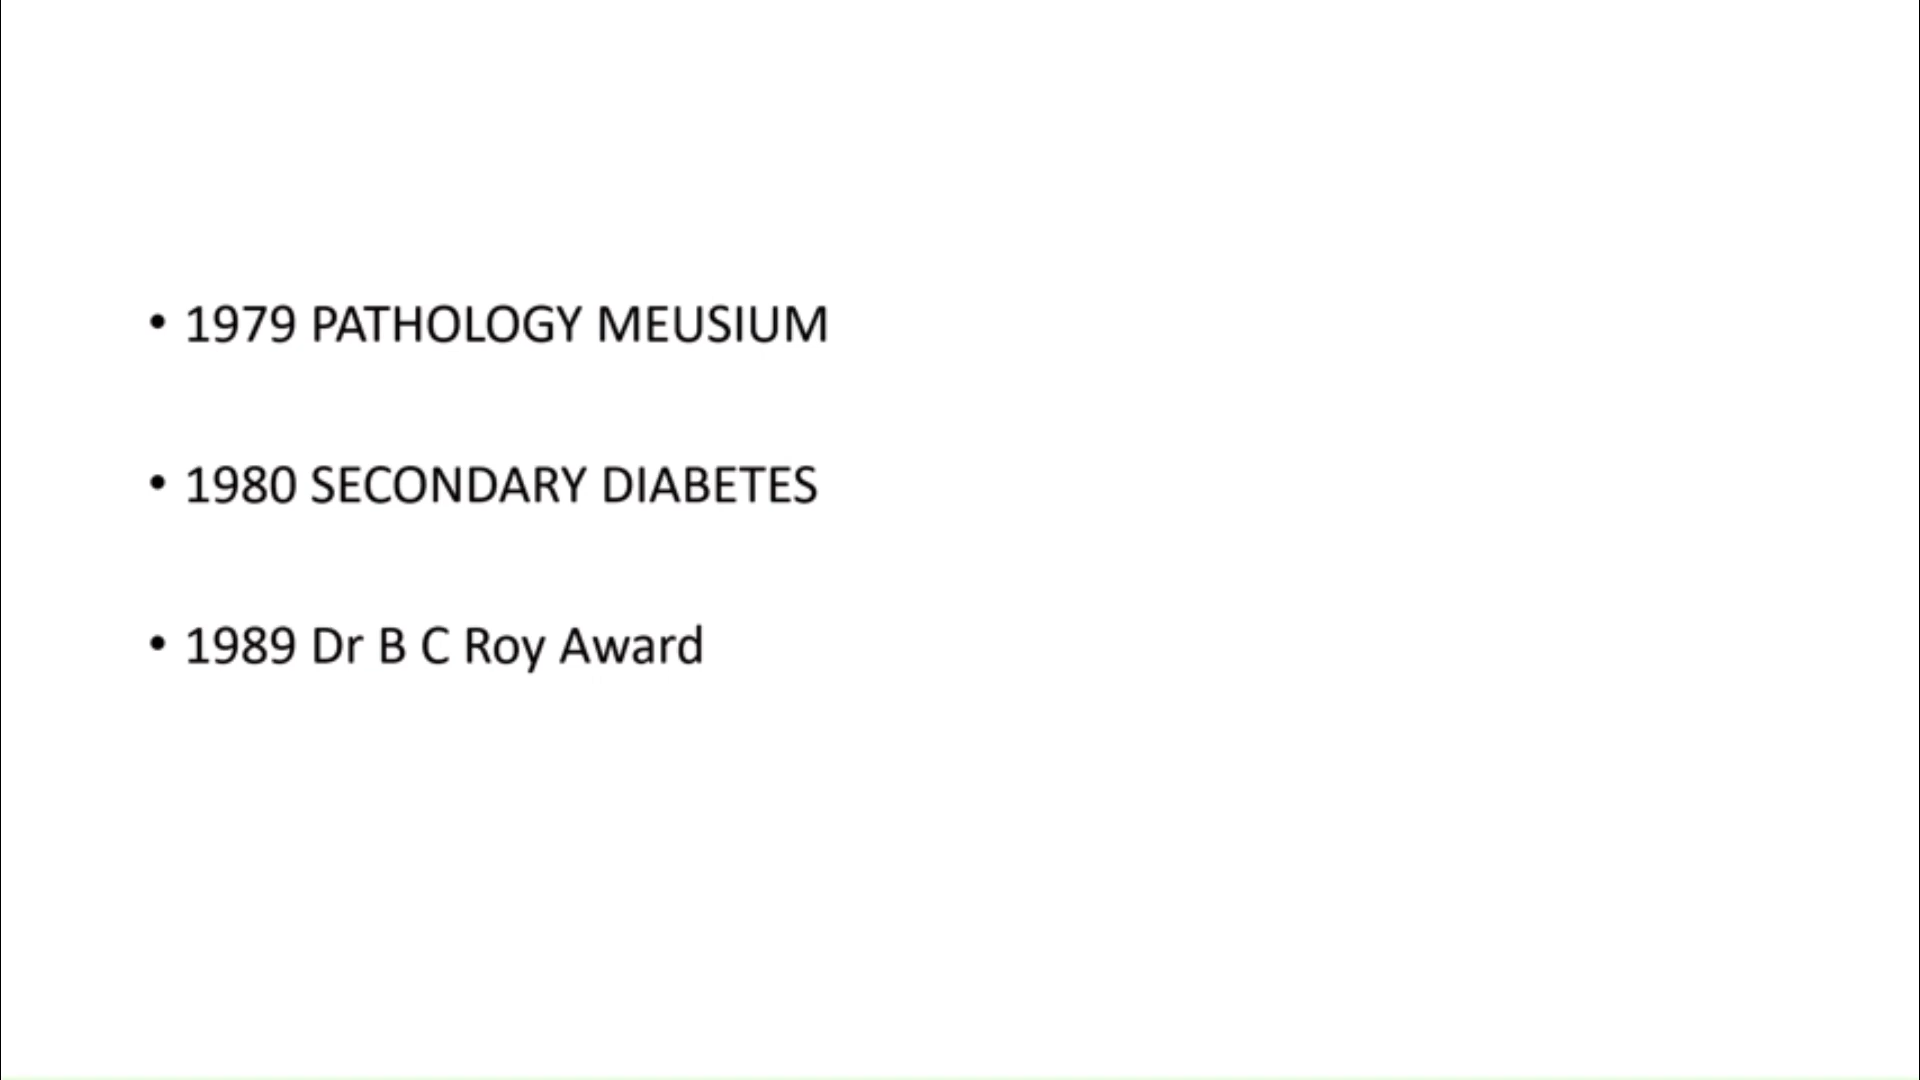 • 1979 PATHOLOGY MEUSIUM
• 1980 SECONDARY DIABETES
• 1989 Dr B C Roy Award